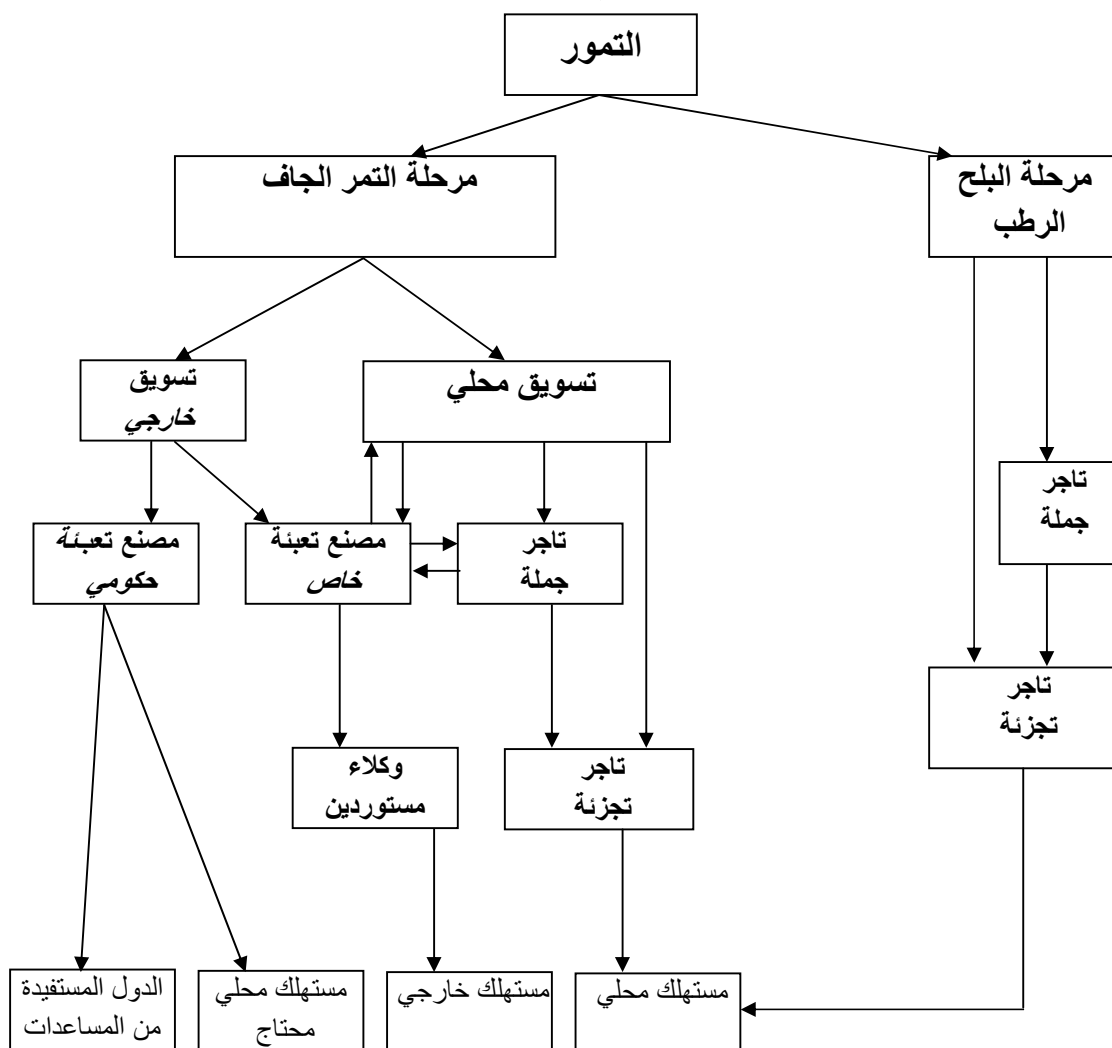 التمور
مرحلة البلح
الرطب
مرحلة التمر الجاف
تسويق محلي
تسويق
خارجي
تاجر
جملة
تاجر
جملة
مصنع تعبئة
خاص
مصنع تعبئة
حكومي
تاجر
تجزئة
تاجر
تجزئة
وكلاء
مستوردين
مستهلك محلي
مستهلك خارجي
مستهلك محلي
محتاج
الدول المستفيدة
من المساعدات